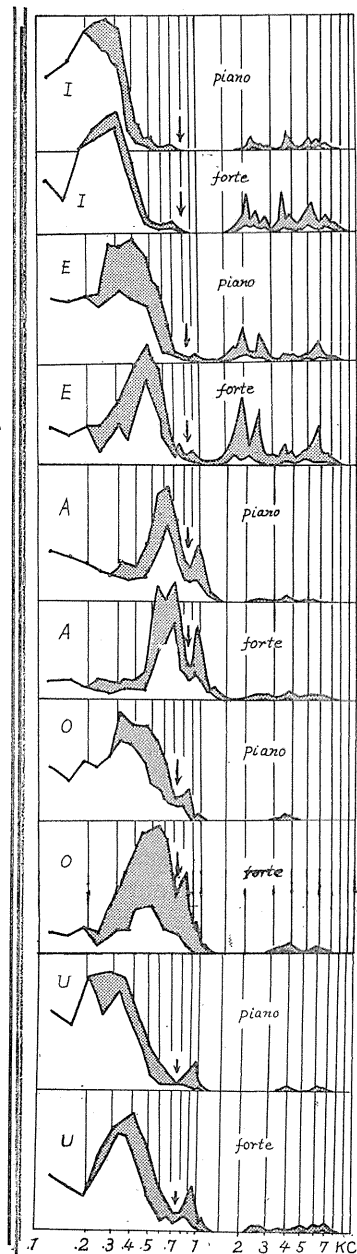 I piano
I forte
E piano
E forte
A piano
A forte
O piano
O forte
U piano
U forte
.1 .2 .3 .4 .5 .7 1 2 3 4 5 7 KC